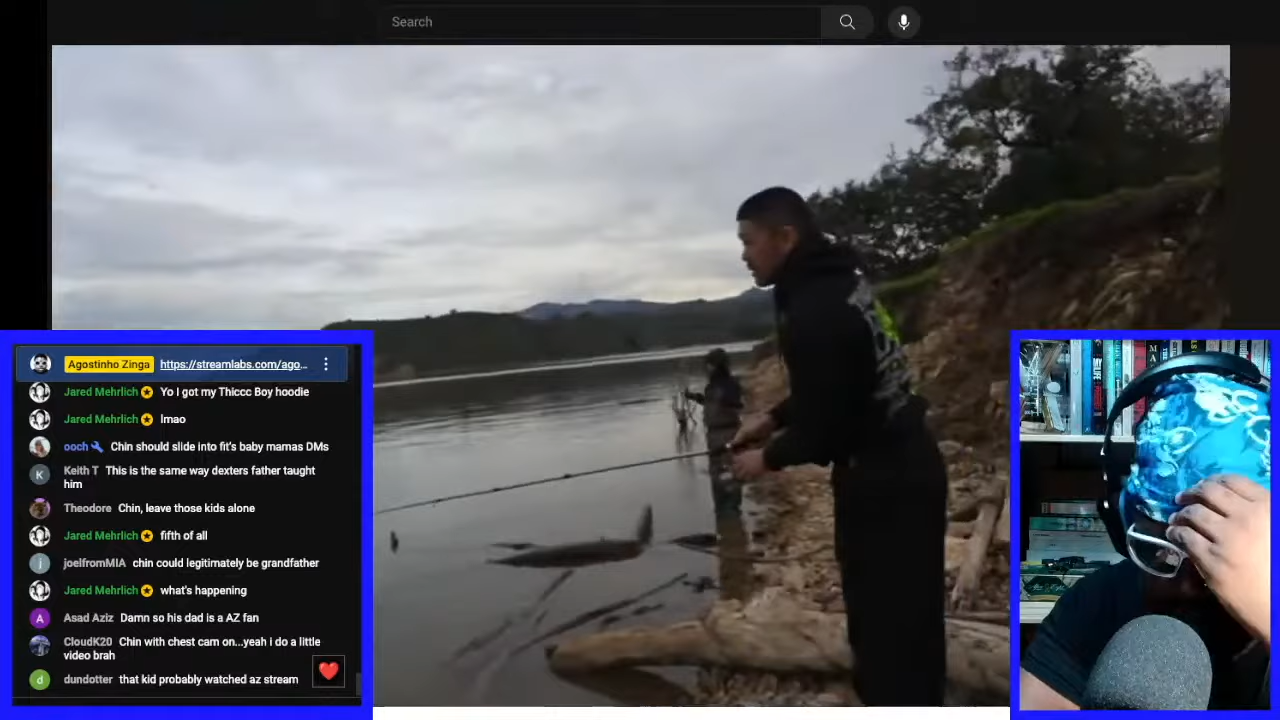 Search
Agostinho Zinga https://streamlabs.com/ago...
Jared Mehrlich Yo I got my Thiccc Boy hoodie
Jared Mehrlich lmao
ooch Chin should slide into fit's baby mamas DMs
Keith T This is the same way dexters father taught
him
Theodore Chin, leave those kids alone
Jared Mehrlich fifth of all
joelfromMIA chin could legitimately be grandfather
Jared Mehrlich what's happening
Asad Aziz Damn so his dad is a AZ fan
CloudK20 Chin with chest cam on...yeah i do a little
video brah
dundotter that kid probably watched az stream